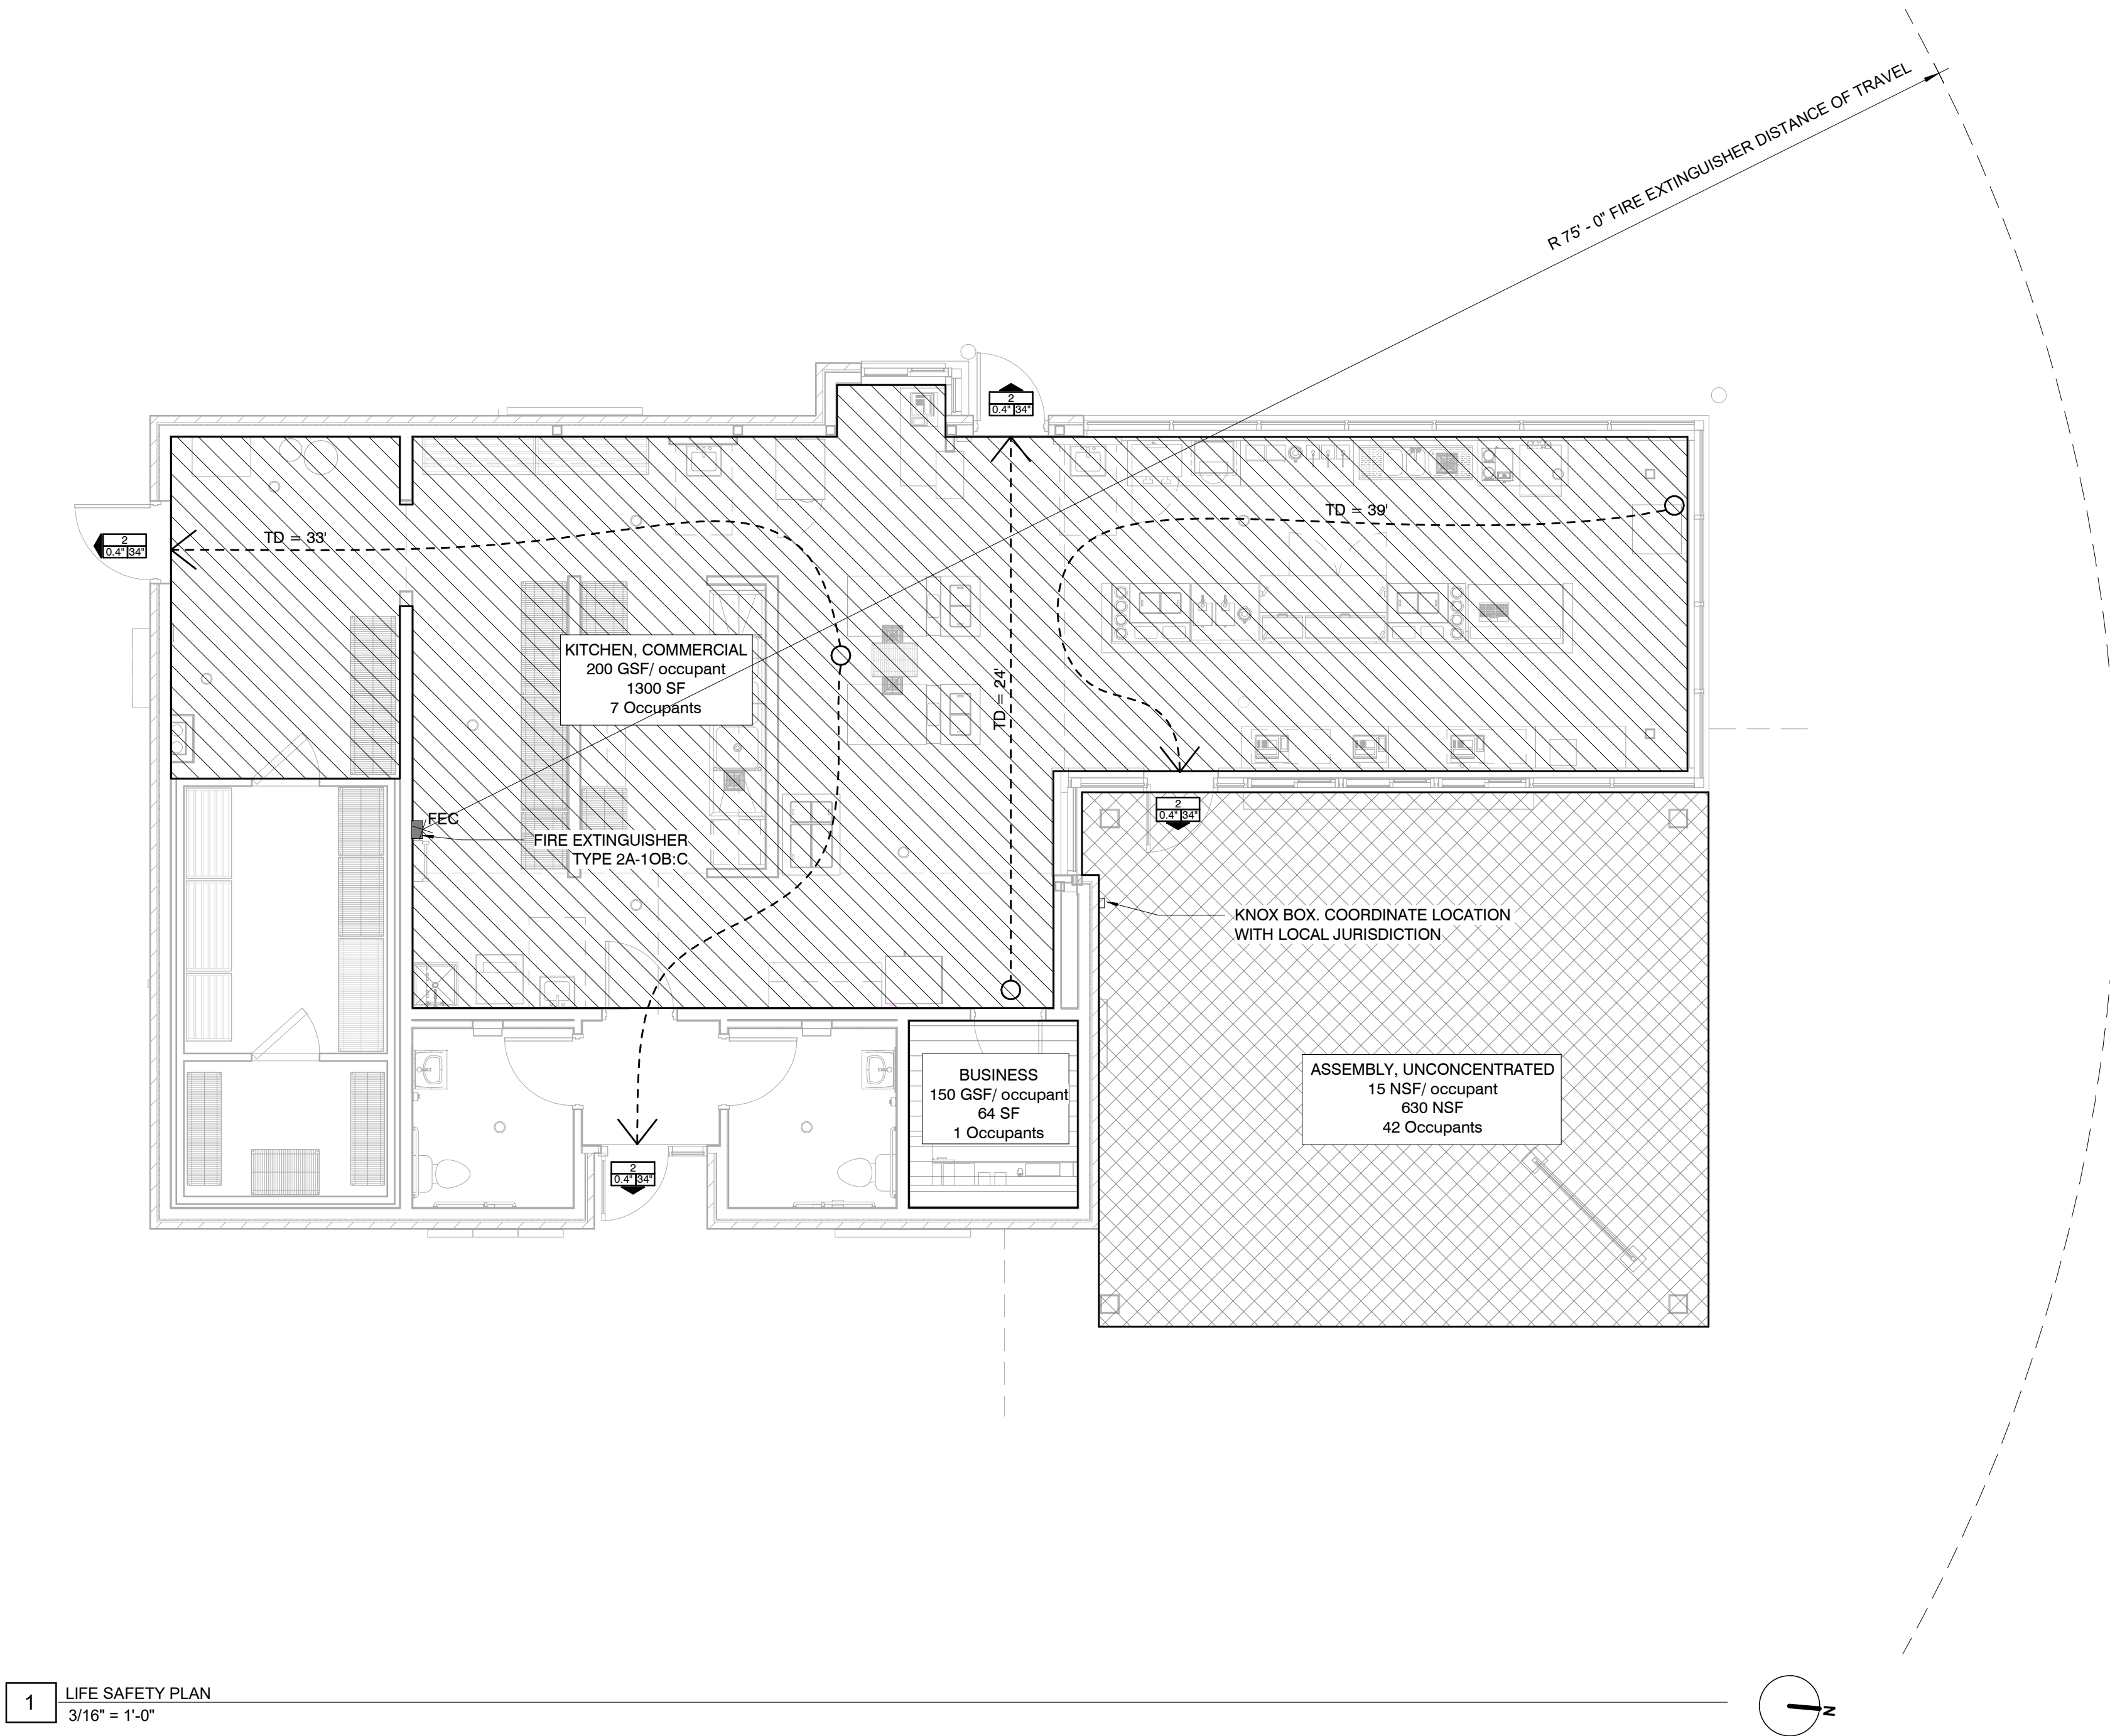 R 75' - 0" FIRE EXTINGUISHER DISTANCE OF TRAVEL
2
0.4" 34"
TD = 39'
TD = 33'
2
0.4" 34"
KITCHEN, COMMERCIAL
200 GSF/ occupant
1300 SF
7 Occupants
TD = 24'
2
0.4" 34"
FEC
FIRE EXTINGUISHER
TYPE 2A-1OB:C
KNOX BOX. COORDINATE LOCATION
WITH LOCAL JURISDICTION
BUSINESS
150 GSF/ occupant
64 SF
1 Occupants
ASSEMBLY, UNCONCENTRATED
15 NSF/ occupant
630 NSF
42 Occupants
2
0.4" 34"
1
LIFE SAFETY PLAN
3/16" = 1'-0"
N